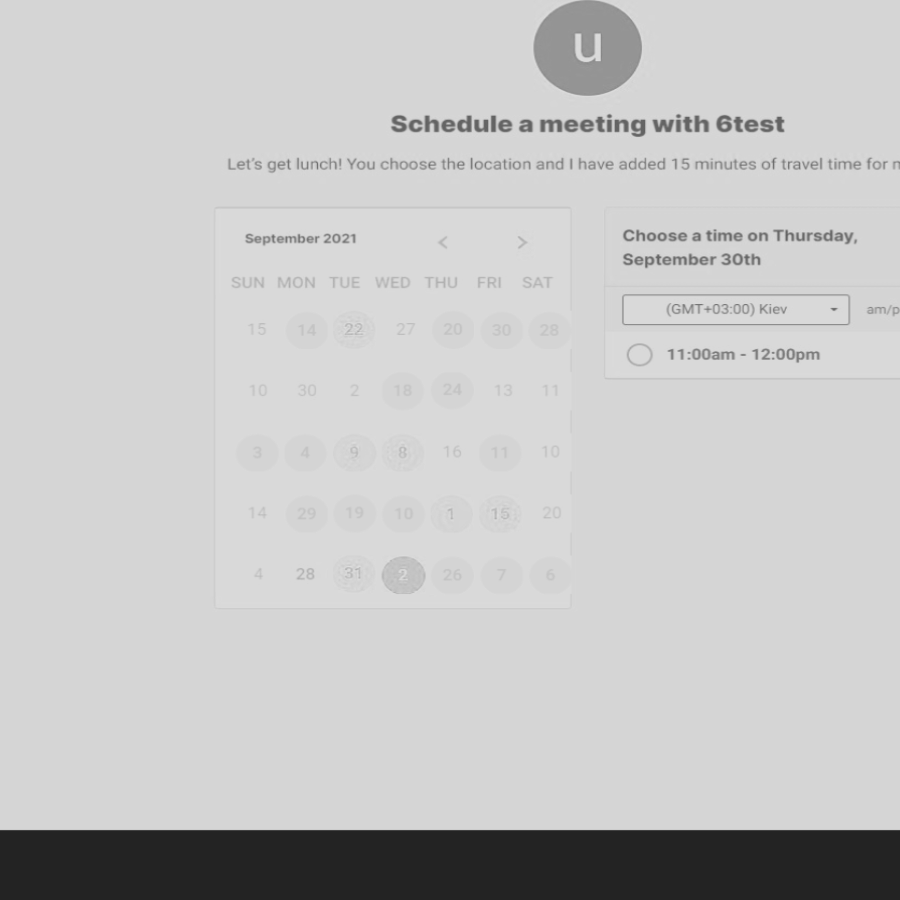 u
Schedule a meeting with 6test
Let's get lunch! You choose the location and I have added 15 minutes of travel time for
September 2021
SUN MON TUE WED THU FRI SAT
15 14 22 27 20 30 28
10 30 2 18 24 13 11
3 4 9 8 16 11 10
14 29 19 10 1 15 20
4 28 31 2 26 7 6
Choose a time on Thursday,
September 30th
(GMT+03:00) Kiev am/p
11:00am - 12:00pm